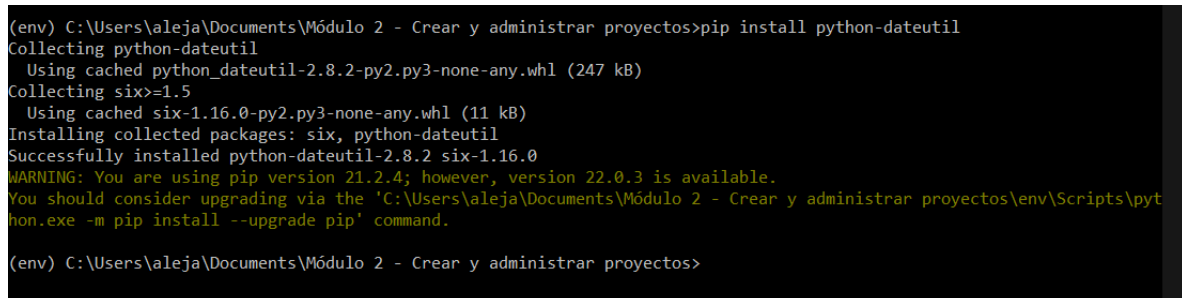 (env) C:\Users\aleja\Documents\Módulo 2 - Crear y administrar proyectos>pip install python-dateutil
Collecting python-dateutil
  Using cached python_dateutil-2.8.2-py2.py3-none-any.whl (247 kB)
Collecting six>=1.5
  Using cached six-1.16.0-py2.py3-none-any.whl (11 kB)
Installing collected packages: six, python-dateutil
Successfully installed python-dateutil-2.8.2 six-1.16.0
WARNING: You are using pip version 21.2.4; however, version 22.0.3 is available.
You should consider upgrading via the 'C:\Users\aleja\Documents\Módulo 2 - Crear y administrar proyectos\env\Scripts\pyt
hon.exe -m pip install --upgrade pip' command.
(env) C:\Users\aleja\Documents\Módulo 2 - Crear y administrar proyectos>